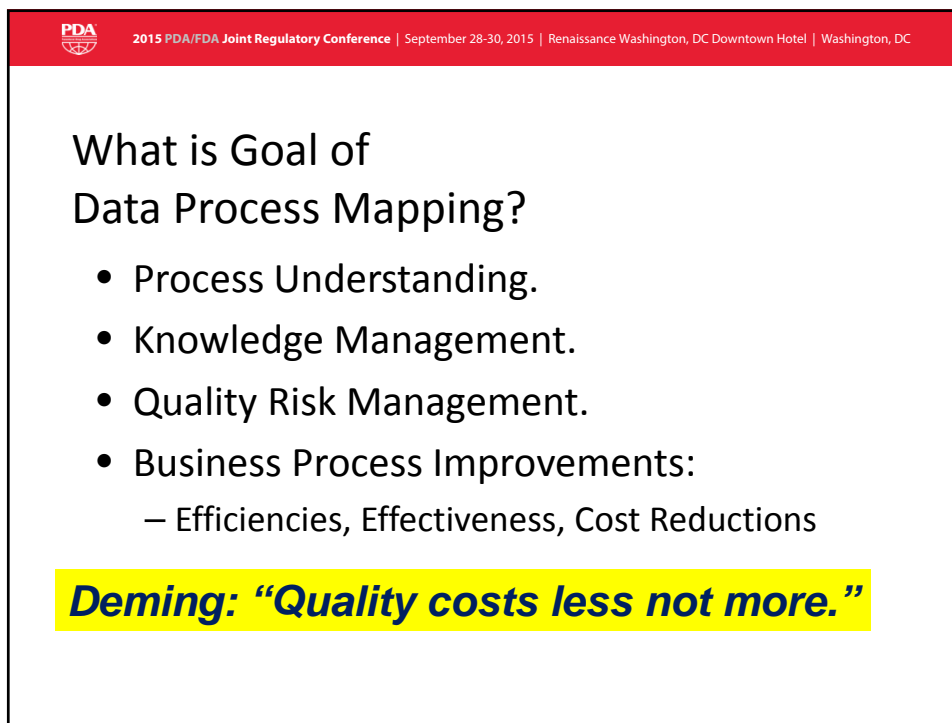 PDA
2015 PDA/FDA Joint Regulatory Conference | September 28-30, 2015 | Renaissance Washington, DC Downtown Hotel | Washington, DC
What is Goal of
Data Process Mapping?
• Process Understanding.
• Knowledge Management.
• Quality Risk Management.
• Business Process Improvements:
– Efficiencies, Effectiveness, Cost Reductions
Deming: “Quality costs less not more.”